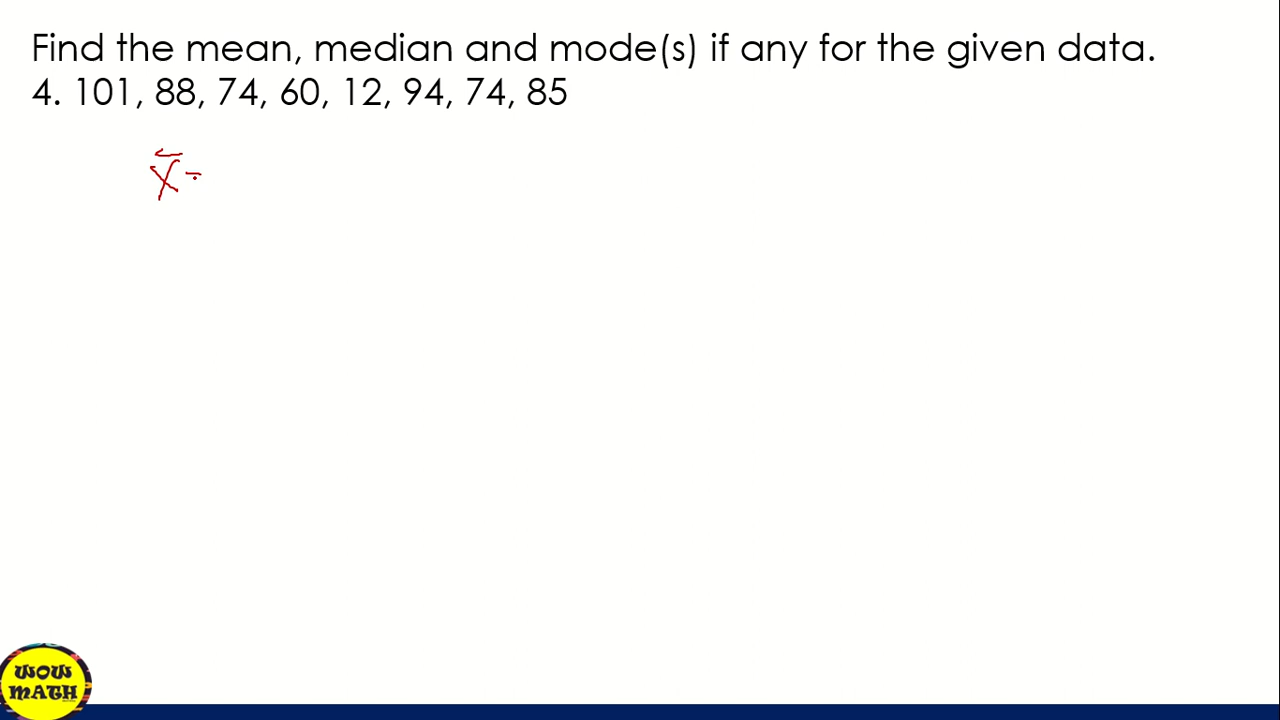 Find the mean, median and mode(s) if any for the given data.
4. 101, 88, 74, 60, 12, 94, 74, 85
x̄ =
WOW
MATH